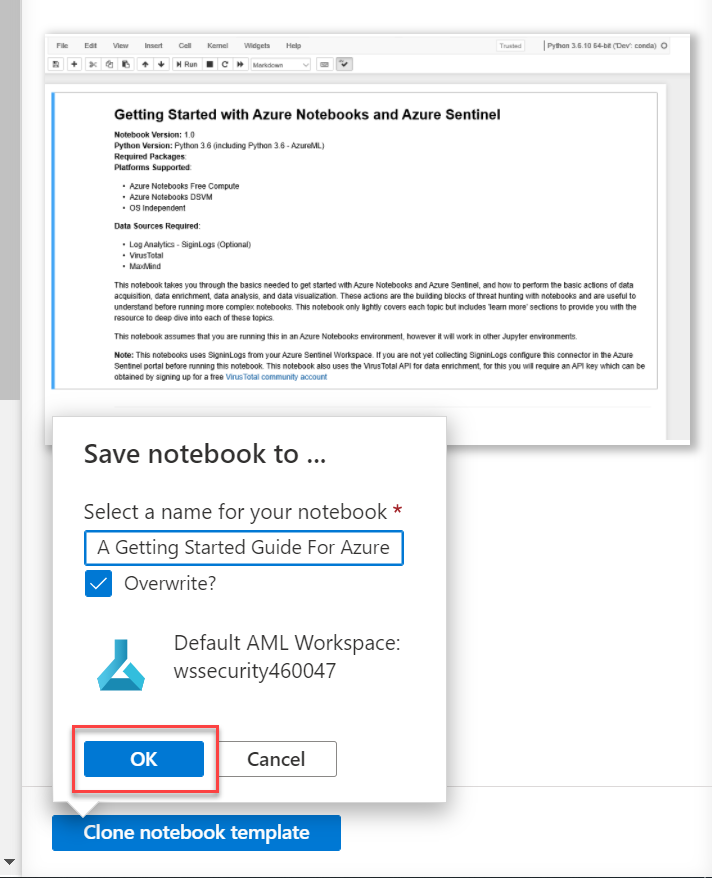 File Edit View Insert Cell Kernel Widgets Help Trusted Python 3.6.10 64-bit ('Dev': conda)
Run Markdown
Getting Started with Azure Notebooks and Azure Sentinel
Notebook Version: 1.0
Python Version: Python 3.6 (including Python 3.6 - AzureML)
Required Packages:
Platforms Supported:
• Azure Notebooks Free Compute
• Azure Notebooks DSVM
• OS Independent
Data Sources Required:
• Log Analytics - SiginLogs (Optional)
• VirusTotal
• MaxMind
This notebook takes you through the basics needed to get started with Azure Notebooks and Azure Sentinel, and how to perform the basic actions of data
acquisition, data enrichment, data analysis, and data visualization. These actions are the building blocks of threat hunting with notebooks and are useful to
understand before running more complex notebooks. This notebook only lightly covers each topic but includes 'learn more' sections to provide you with the
resource to deep dive into each of these topics.
This notebook assumes that you are running this in an Azure Notebooks environment, however it will work in other Jupyter environments.
Note: This notebooks uses SigninLogs from your Azure Sentinel Workspace. If you are not yet collecting SigninLogs configure this connector in the Azure
Sentinel portal before running this notebook. This notebook also uses the VirusTotal API for data enrichment, for this you will require an API key which can be
obtained by signing up for a free VirusTotal community account
Save notebook to ...
Select a name for your notebook *
A Getting Started Guide For Azure
Overwrite?
Default AML Workspace:
wssecurity460047
OK Cancel
Clone notebook template